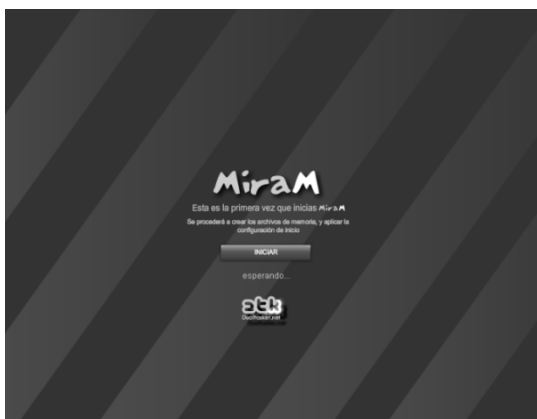 MiraM
Esta es la primera vez que inicias MiraM
Se procederá a crear los archivos de memoria, y aplicar la
configuración de inicio
INICIAR
esperando...